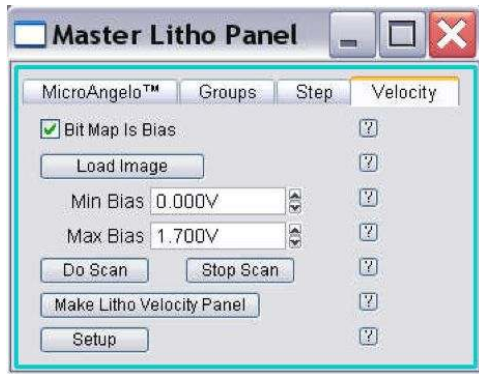 Master Litho Panel
MicroAngelo™ Groups Step Velocity
Bit Map Is Bias ?
Load Image ?
Min Bias 0.000V ?
Max Bias 1.700V ?
Do Scan Stop Scan ?
Make Litho Velocity Panel ?
Setup ?